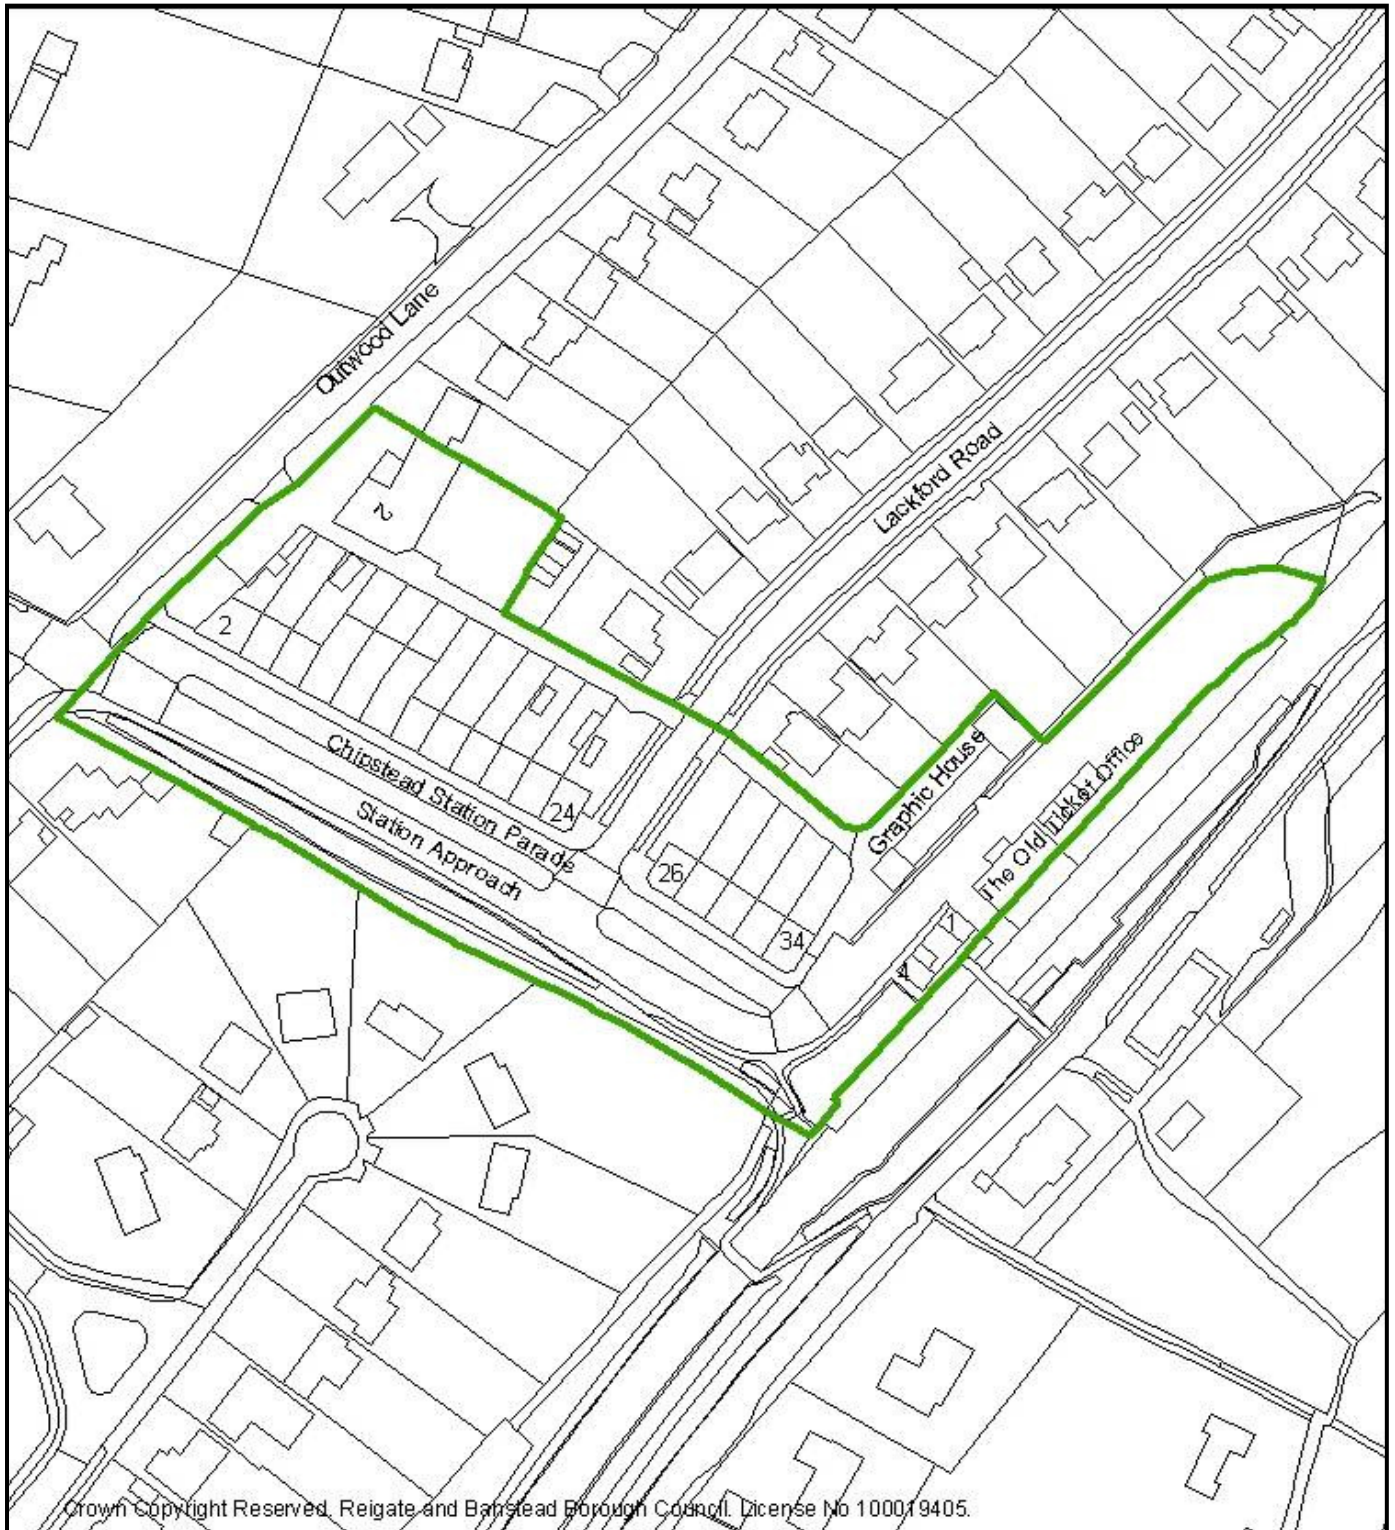 Outwood Lane
Lackford Road
2
2
Chipstead Station Parade
Station Approach
24
26
34
Graphic House
The Old Ticket Office
1
4
Crown Copyright Reserved. Reigate and Banstead Borough Council. License No 100019405.